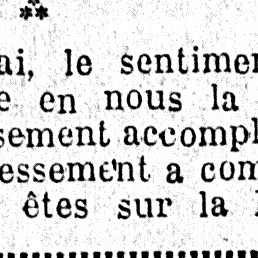 **
ai, le sentimen
e en nous la
sement accompl
essement a com
êtes sur la